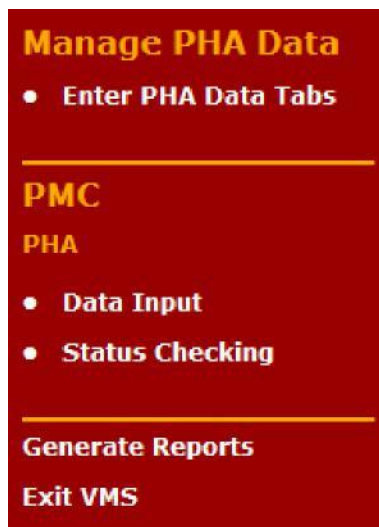 Manage PHA Data
• Enter PHA Data Tabs
PMC
PHA
• Data Input
• Status Checking
Generate Reports
Exit VMS